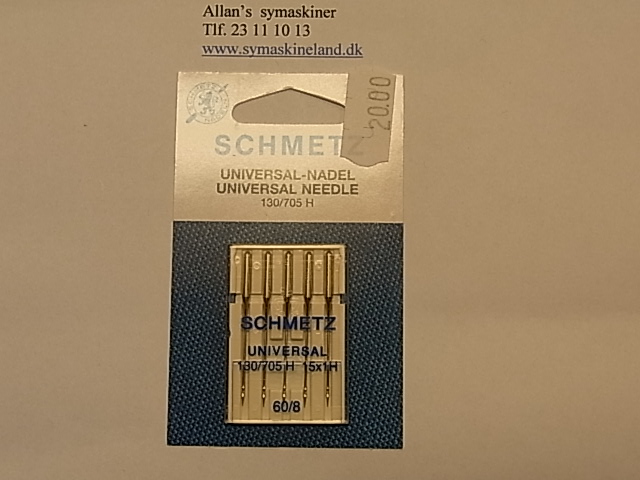 Allan's symaskiner
Tlf. 23 11 10 13
www.symaskineland.dk
20.00
SCHMETZ
UNIVERSAL-NADEL
UNIVERSAL NEEDLE
130/705 H
SCHMETZ
UNIVERSAL
130/705 H 15x1H
60/8